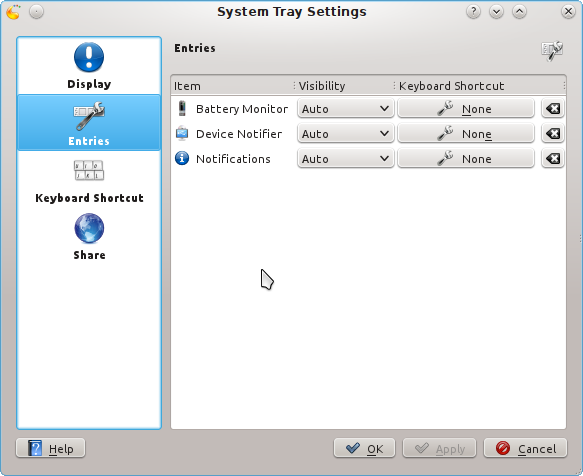 System Tray Settings
?
Display
Entries
Keyboard Shortcut
Share
Entries
Item Visibility Keyboard Shortcut
Battery Monitor Auto None
Device Notifier Auto None
Notifications Auto None
Help OK Apply Cancel